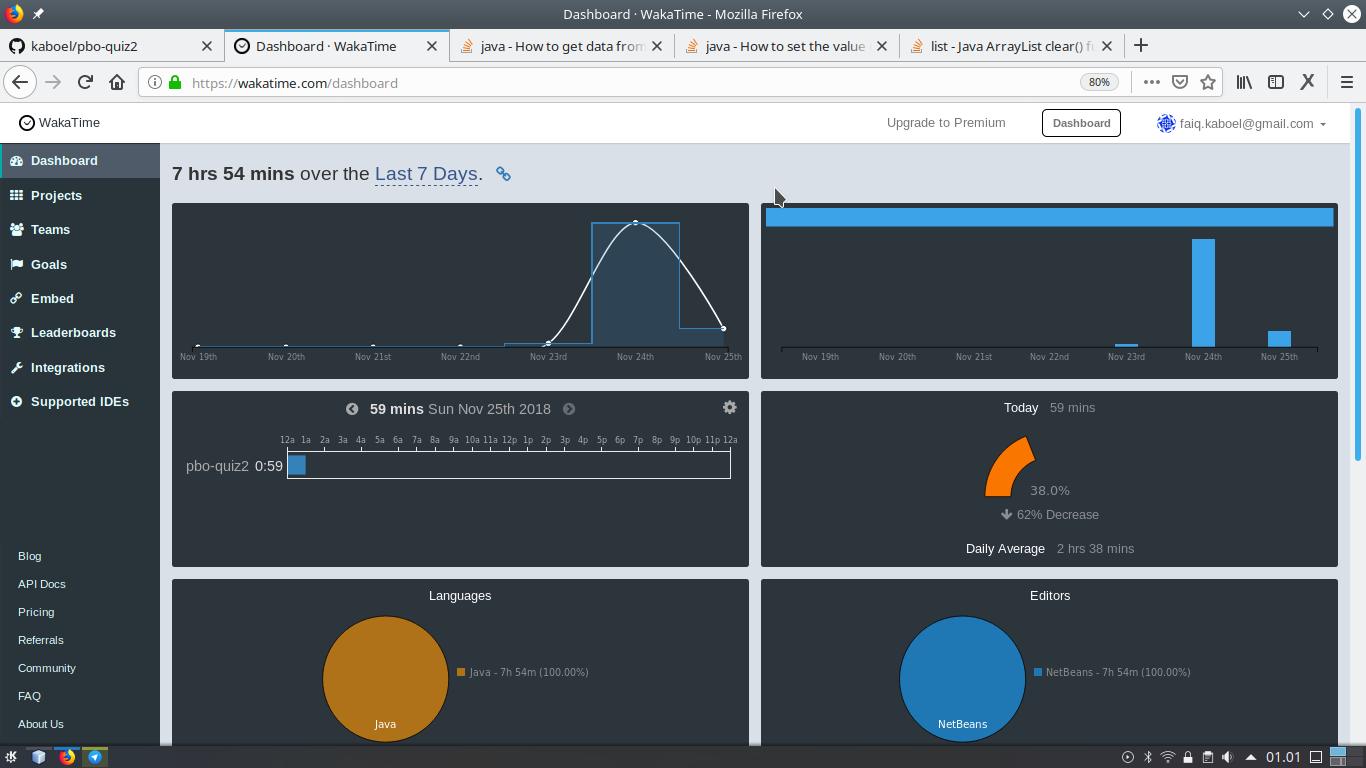 Dashboard · WakaTime - Mozilla Firefox
kaboel/pbo-quiz2
Dashboard · WakaTime
java - How to get data from
java - How to set the value
list - Java ArrayList clear() f
https://wakatime.com/dashboard
80%
WakaTime
Upgrade to Premium
Dashboard
faiq.kaboel@gmail.com
Dashboard
Projects
Teams
Goals
Embed
Leaderboards
Integrations
Supported IDEs
Blog
API Docs
Pricing
Referrals
Community
FAQ
About Us
7 hrs 54 mins over the Last 7 Days.
Nov 19th Nov 20th Nov 21st Nov 22nd Nov 23rd Nov 24th Nov 25th
Nov 19th Nov 20th Nov 21st Nov 22nd Nov 23rd Nov 24th Nov 25th
59 mins Sun Nov 25th 2018
12a 1a 2a 3a 4a 5a 6a 7a 8a 9a 10a 11a 12p 1p 2p 3p 4p 5p 6p 7p 8p 9p 10p 11p 12a
pbo-quiz2 0:59
Today 59 mins
38.0%
62% Decrease
Daily Average 2 hrs 38 mins
Languages
Java - 7h 54m (100.00%)
Java
Editors
NetBeans - 7h 54m (100.00%)
NetBeans
01.01